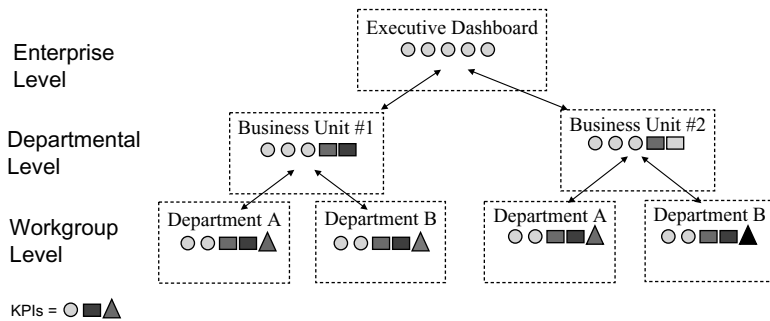 Executive Dashboard
Enterprise
Level
Departmental
Level
Business Unit #1
Business Unit #2
Workgroup
Level
Department A
Department B
Department A
Department B
KPIs =